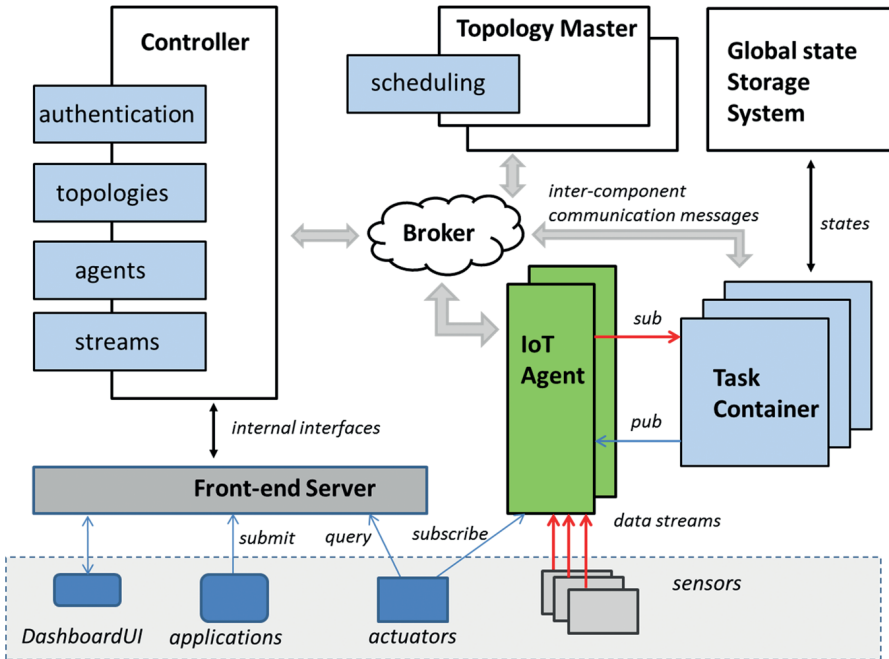 Controller
authentication
topologies
agents
streams
Topology Master
scheduling
Global state
Storage
System
Broker
inter-component
communication messages
states
IoT
Agent
sub
pub
Task
Container
internal interfaces
Front-end Server
submit
query
subscribe
data streams
DashboardUI
applications
actuators
sensors